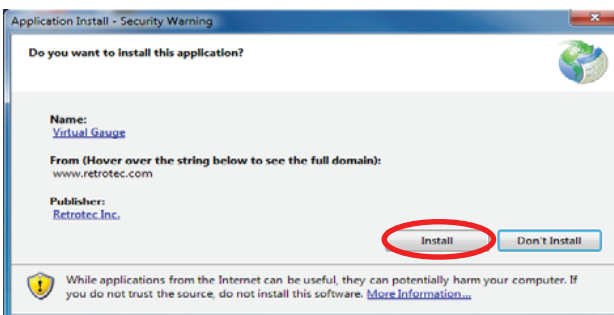 Application Install - Security Warning
Do you want to install this application?
Name:
Virtual Gauge
From (Hover over the string below to see the full domain):
www.retrotec.com
Publisher:
Retrotec Inc.
Install
Don't Install
While applications from the Internet can be useful, they can potentially harm your computer. If
you do not trust the source, do not install this software. More Information...